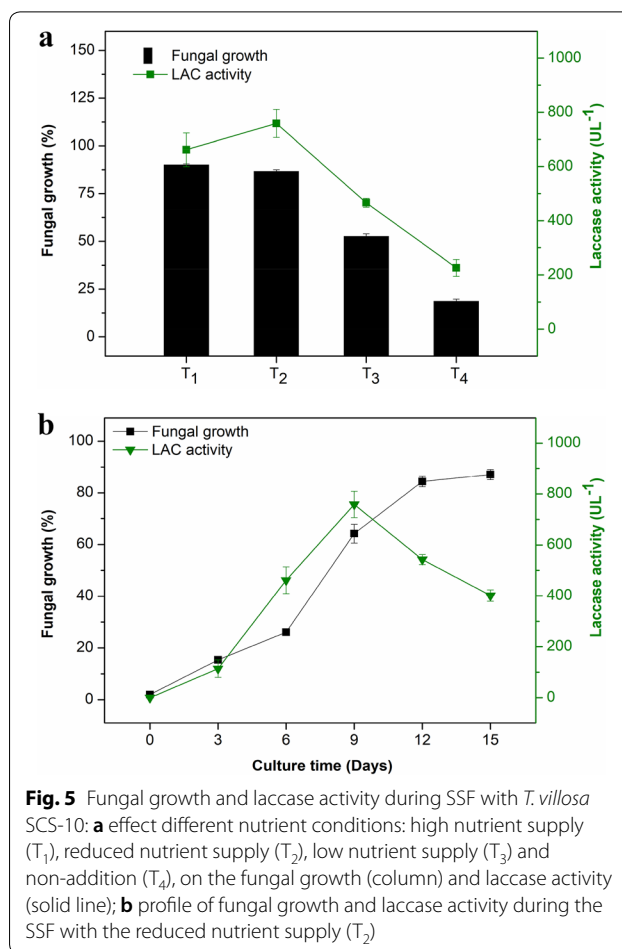 a
Fungal growth
LAC activity
150
125
100
75
50
25
0
Fungal growth (%)
1000
800
600
400
200
0
Laccase activity (UL⁻¹)
T₁ T₂ T₃ T₄
b
Fungal growth
LAC activity
100
80
60
40
20
0
Fungal growth (%)
1000
800
600
400
200
0
Laccase activity (UL⁻¹)
0 3 6 9 12 15
Culture time (Days)
Fig. 5 Fungal growth and laccase activity during SSF with T. villosa
SCS-10: a effect different nutrient conditions: high nutrient supply
(T₁), reduced nutrient supply (T₂), low nutrient supply (T₃) and
non-addition (T₄), on the fungal growth (column) and laccase activity
(solid line); b profile of fungal growth and laccase activity during the
SSF with the reduced nutrient supply (T₂)